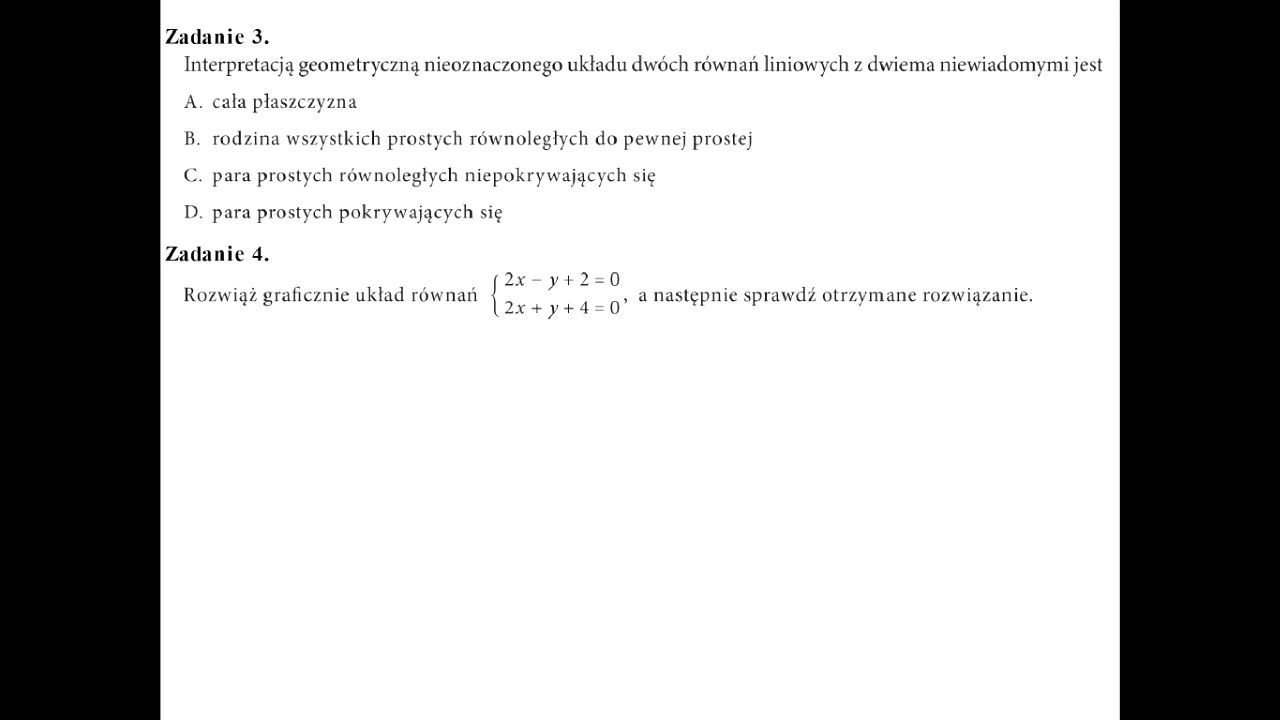 Zadanie 3.
Interpretacją geometryczną nieoznaczonego układu dwóch równań liniowych z dwiema niewiadomymi jest
A. cała płaszczyzna
B. rodzina wszystkich prostych równoległych do pewnej prostej
C. para prostych równoległych niepokrywających się
D. para prostych pokrywających się
Zadanie 4.
Rozwiąż graficznie układ równań { 2x − y + 2 = 0
2x + y + 4 = 0 , a następnie sprawdź otrzymane rozwiązanie.